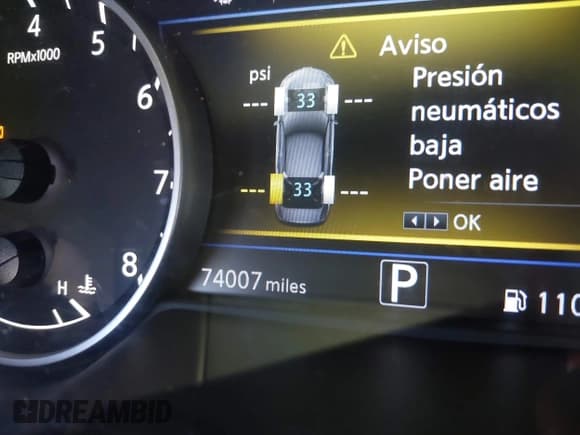 4
5
RPMx1000
6
7
8
H
Aviso
psi
Presión
neumáticos
baja
Poner aire
--- 33 ---
--- 33 ---
OK
74007 miles
P
110
DREAMBID